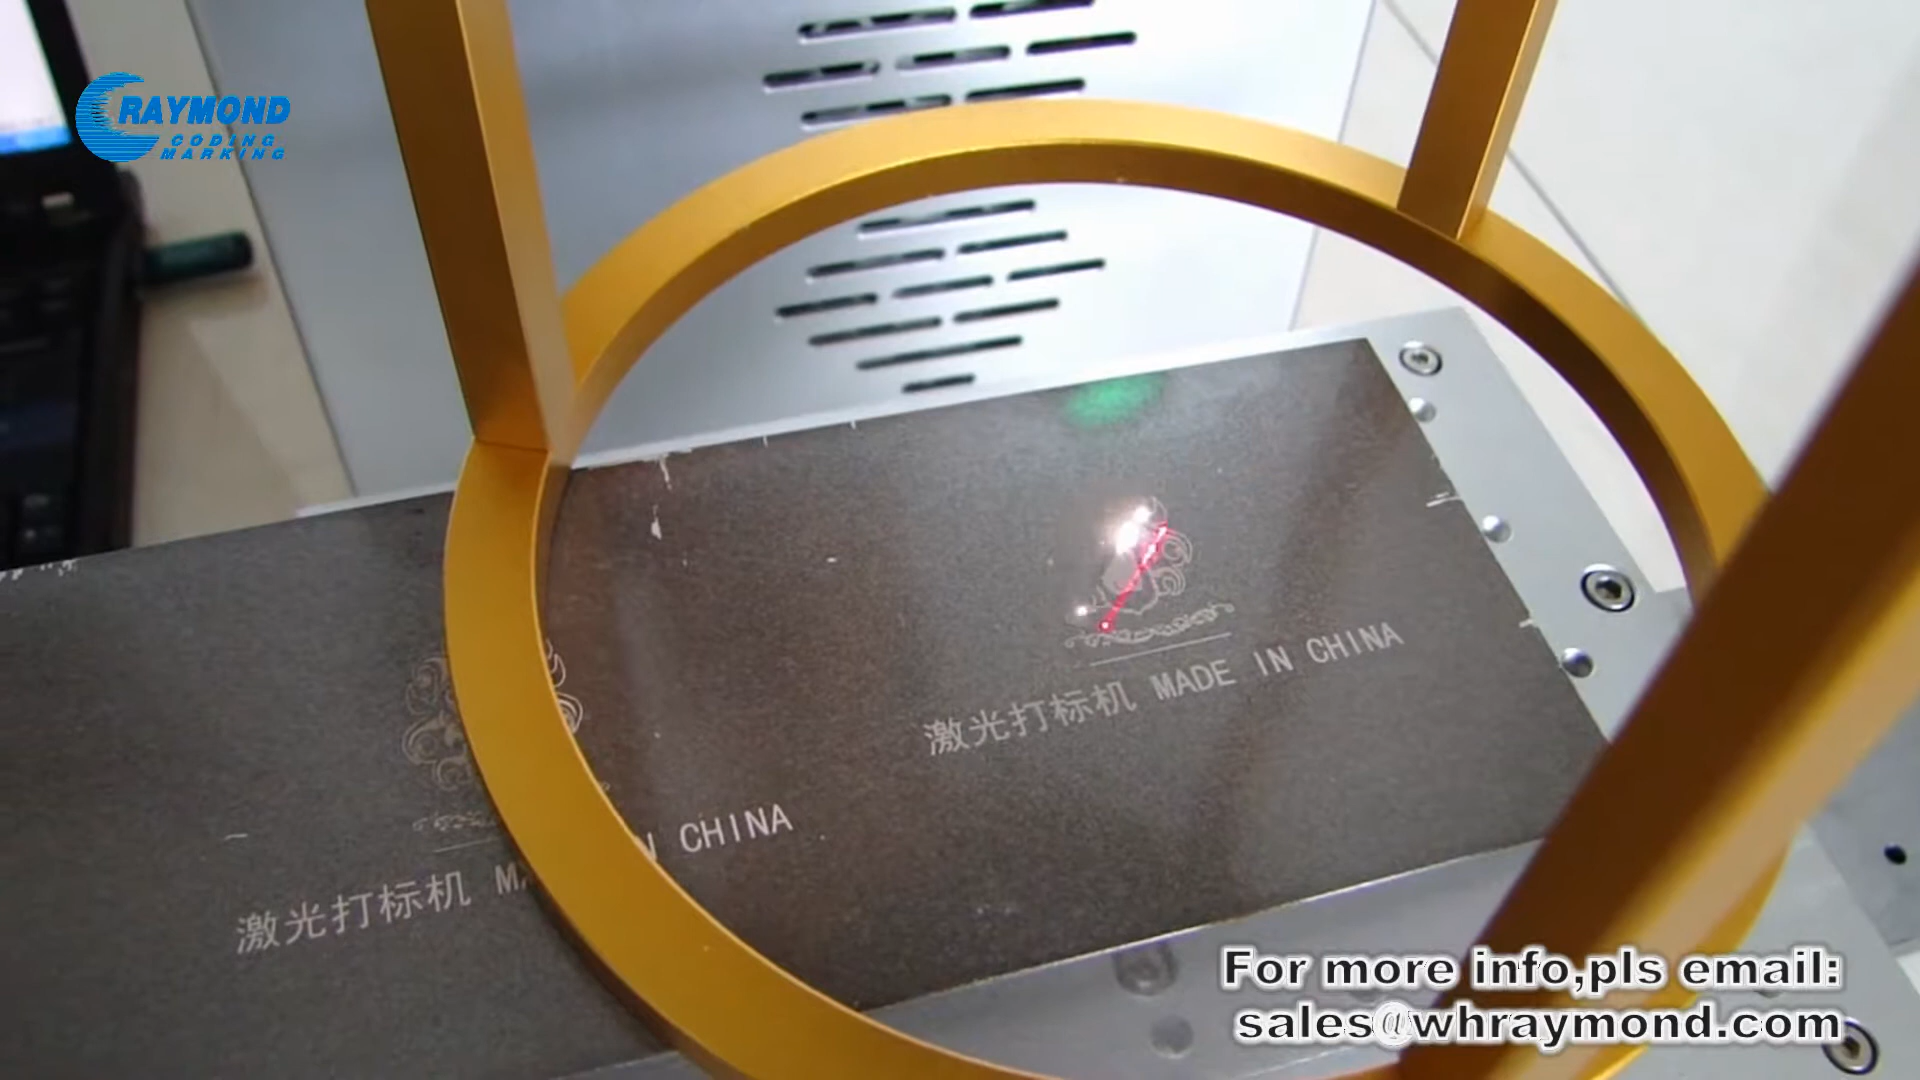 RAYMOND
CODING
MARKING
激光打标机 MADE IN CHINA
激光打标机 CHINA
For more info,pls email:
sales@whraymond.com